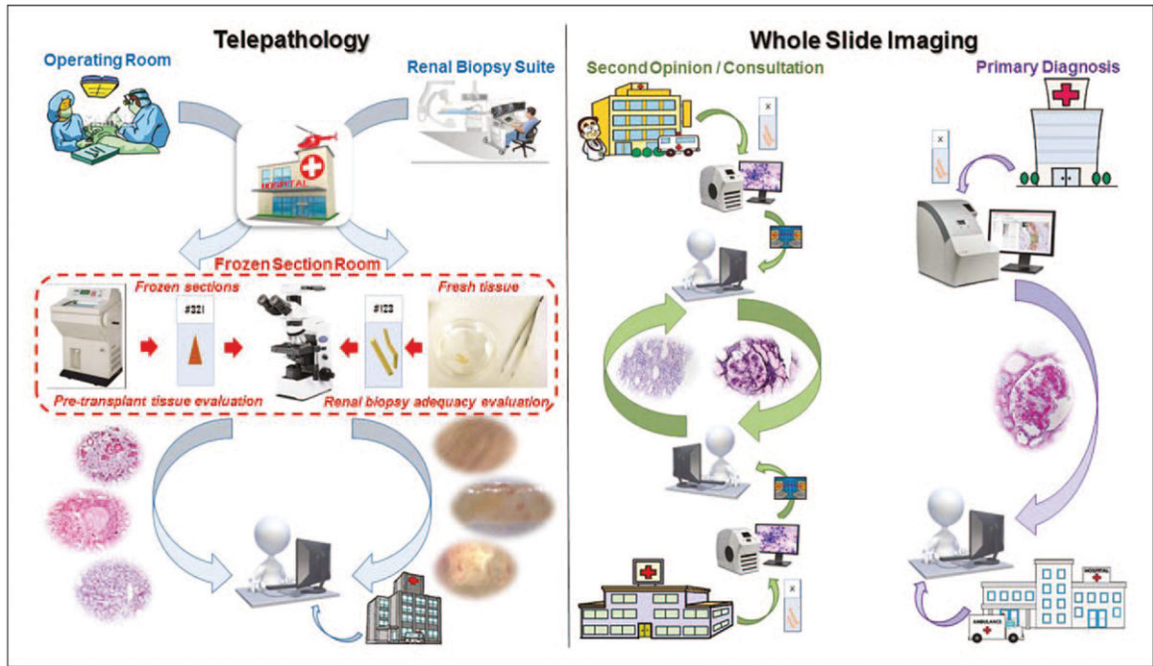 Telepathology
Operating Room
Renal Biopsy Suite
HOSPITAL
Frozen Section Room
Frozen sections
Fresh tissue
#321
#123
Pre-transplant tissue evaluation
Renal biopsy adequacy evaluation
Whole Slide Imaging
Second Opinion / Consultation
Primary Diagnosis
X
X
X
HOSPITAL
AMBULANCE